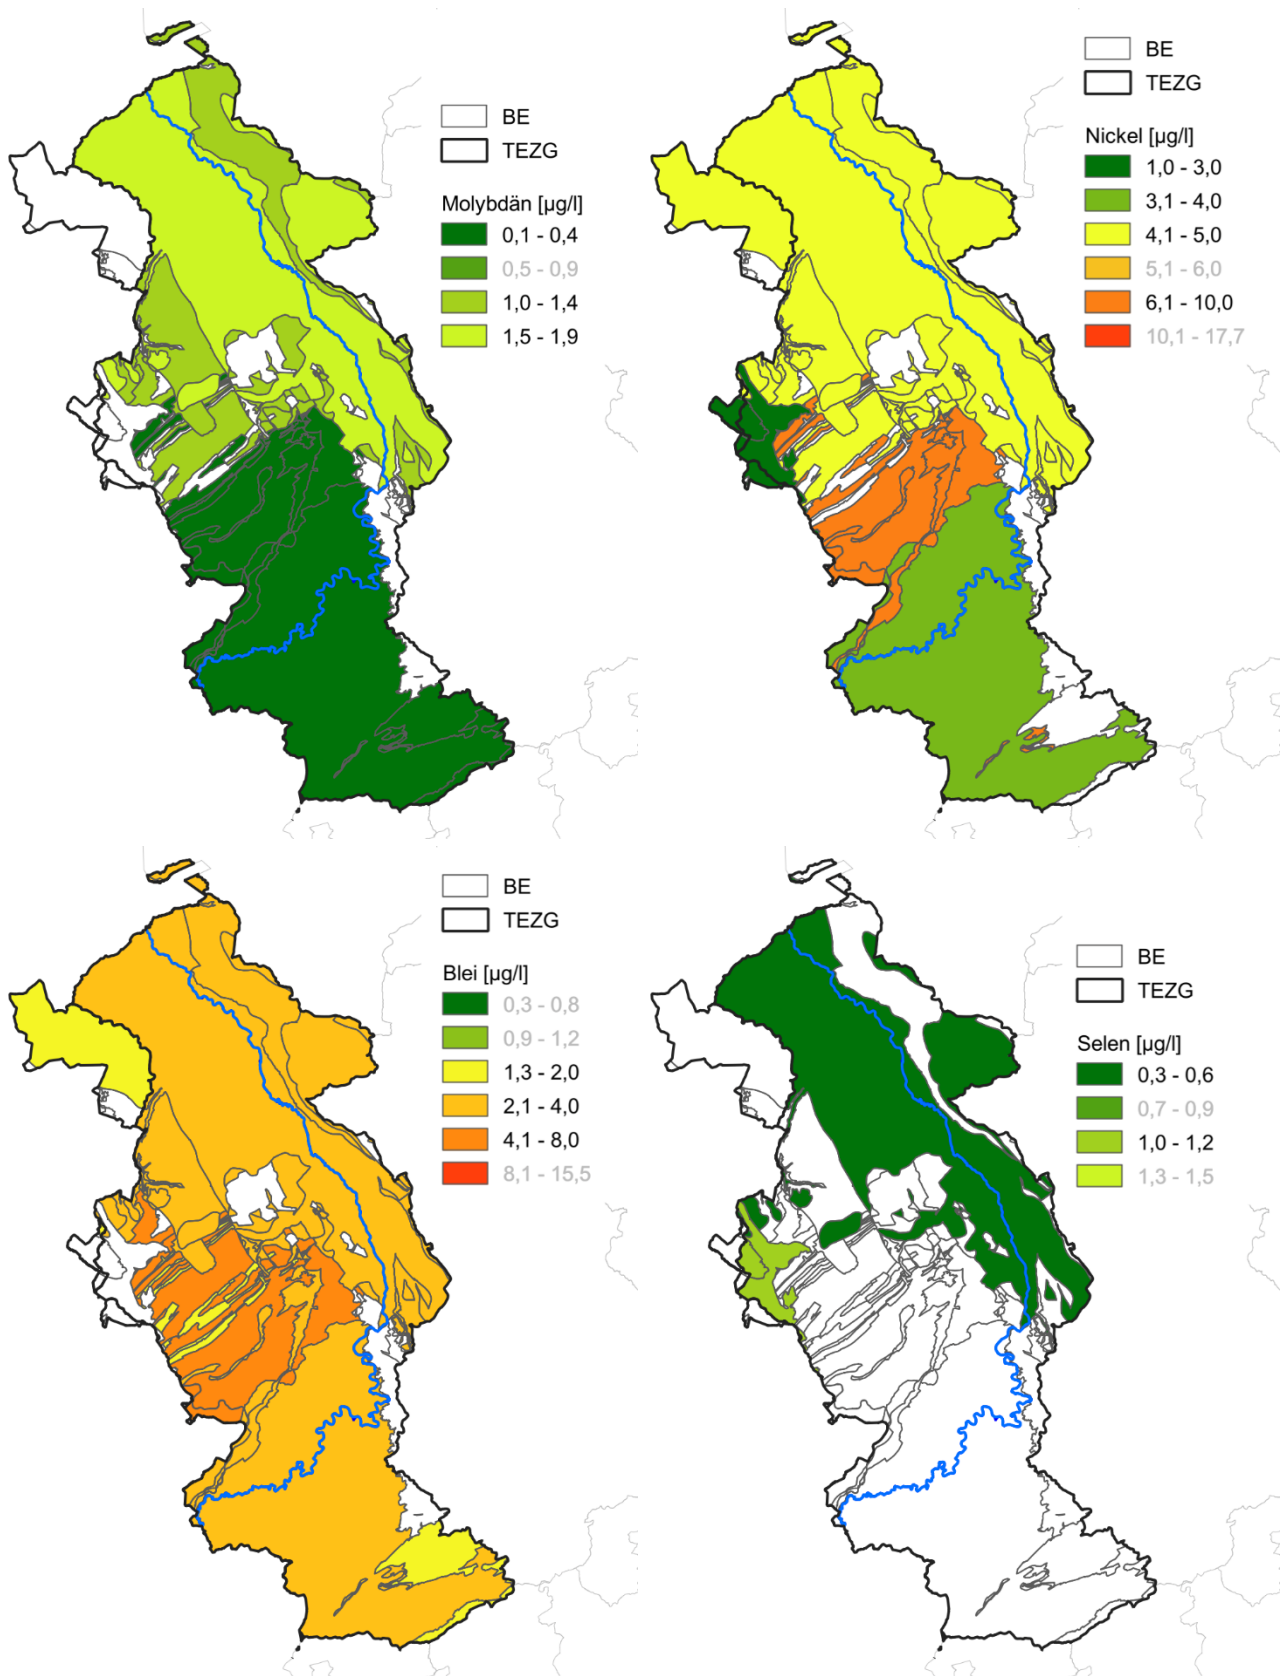 BE
TEZG
Molybdän [µg/l]
0,1 - 0,4
0,5 - 0,9
1,0 - 1,4
1,5 - 1,9
BE
TEZG
Nickel [µg/l]
1,0 - 3,0
3,1 - 4,0
4,1 - 5,0
5,1 - 6,0
6,1 - 10,0
10,1 - 17,7
BE
TEZG
Blei [µg/l]
0,3 - 0,8
0,9 - 1,2
1,3 - 2,0
2,1 - 4,0
4,1 - 8,0
8,1 - 15,5
BE
TEZG
Selen [µg/l]
0,3 - 0,6
0,7 - 0,9
1,0 - 1,2
1,3 - 1,5